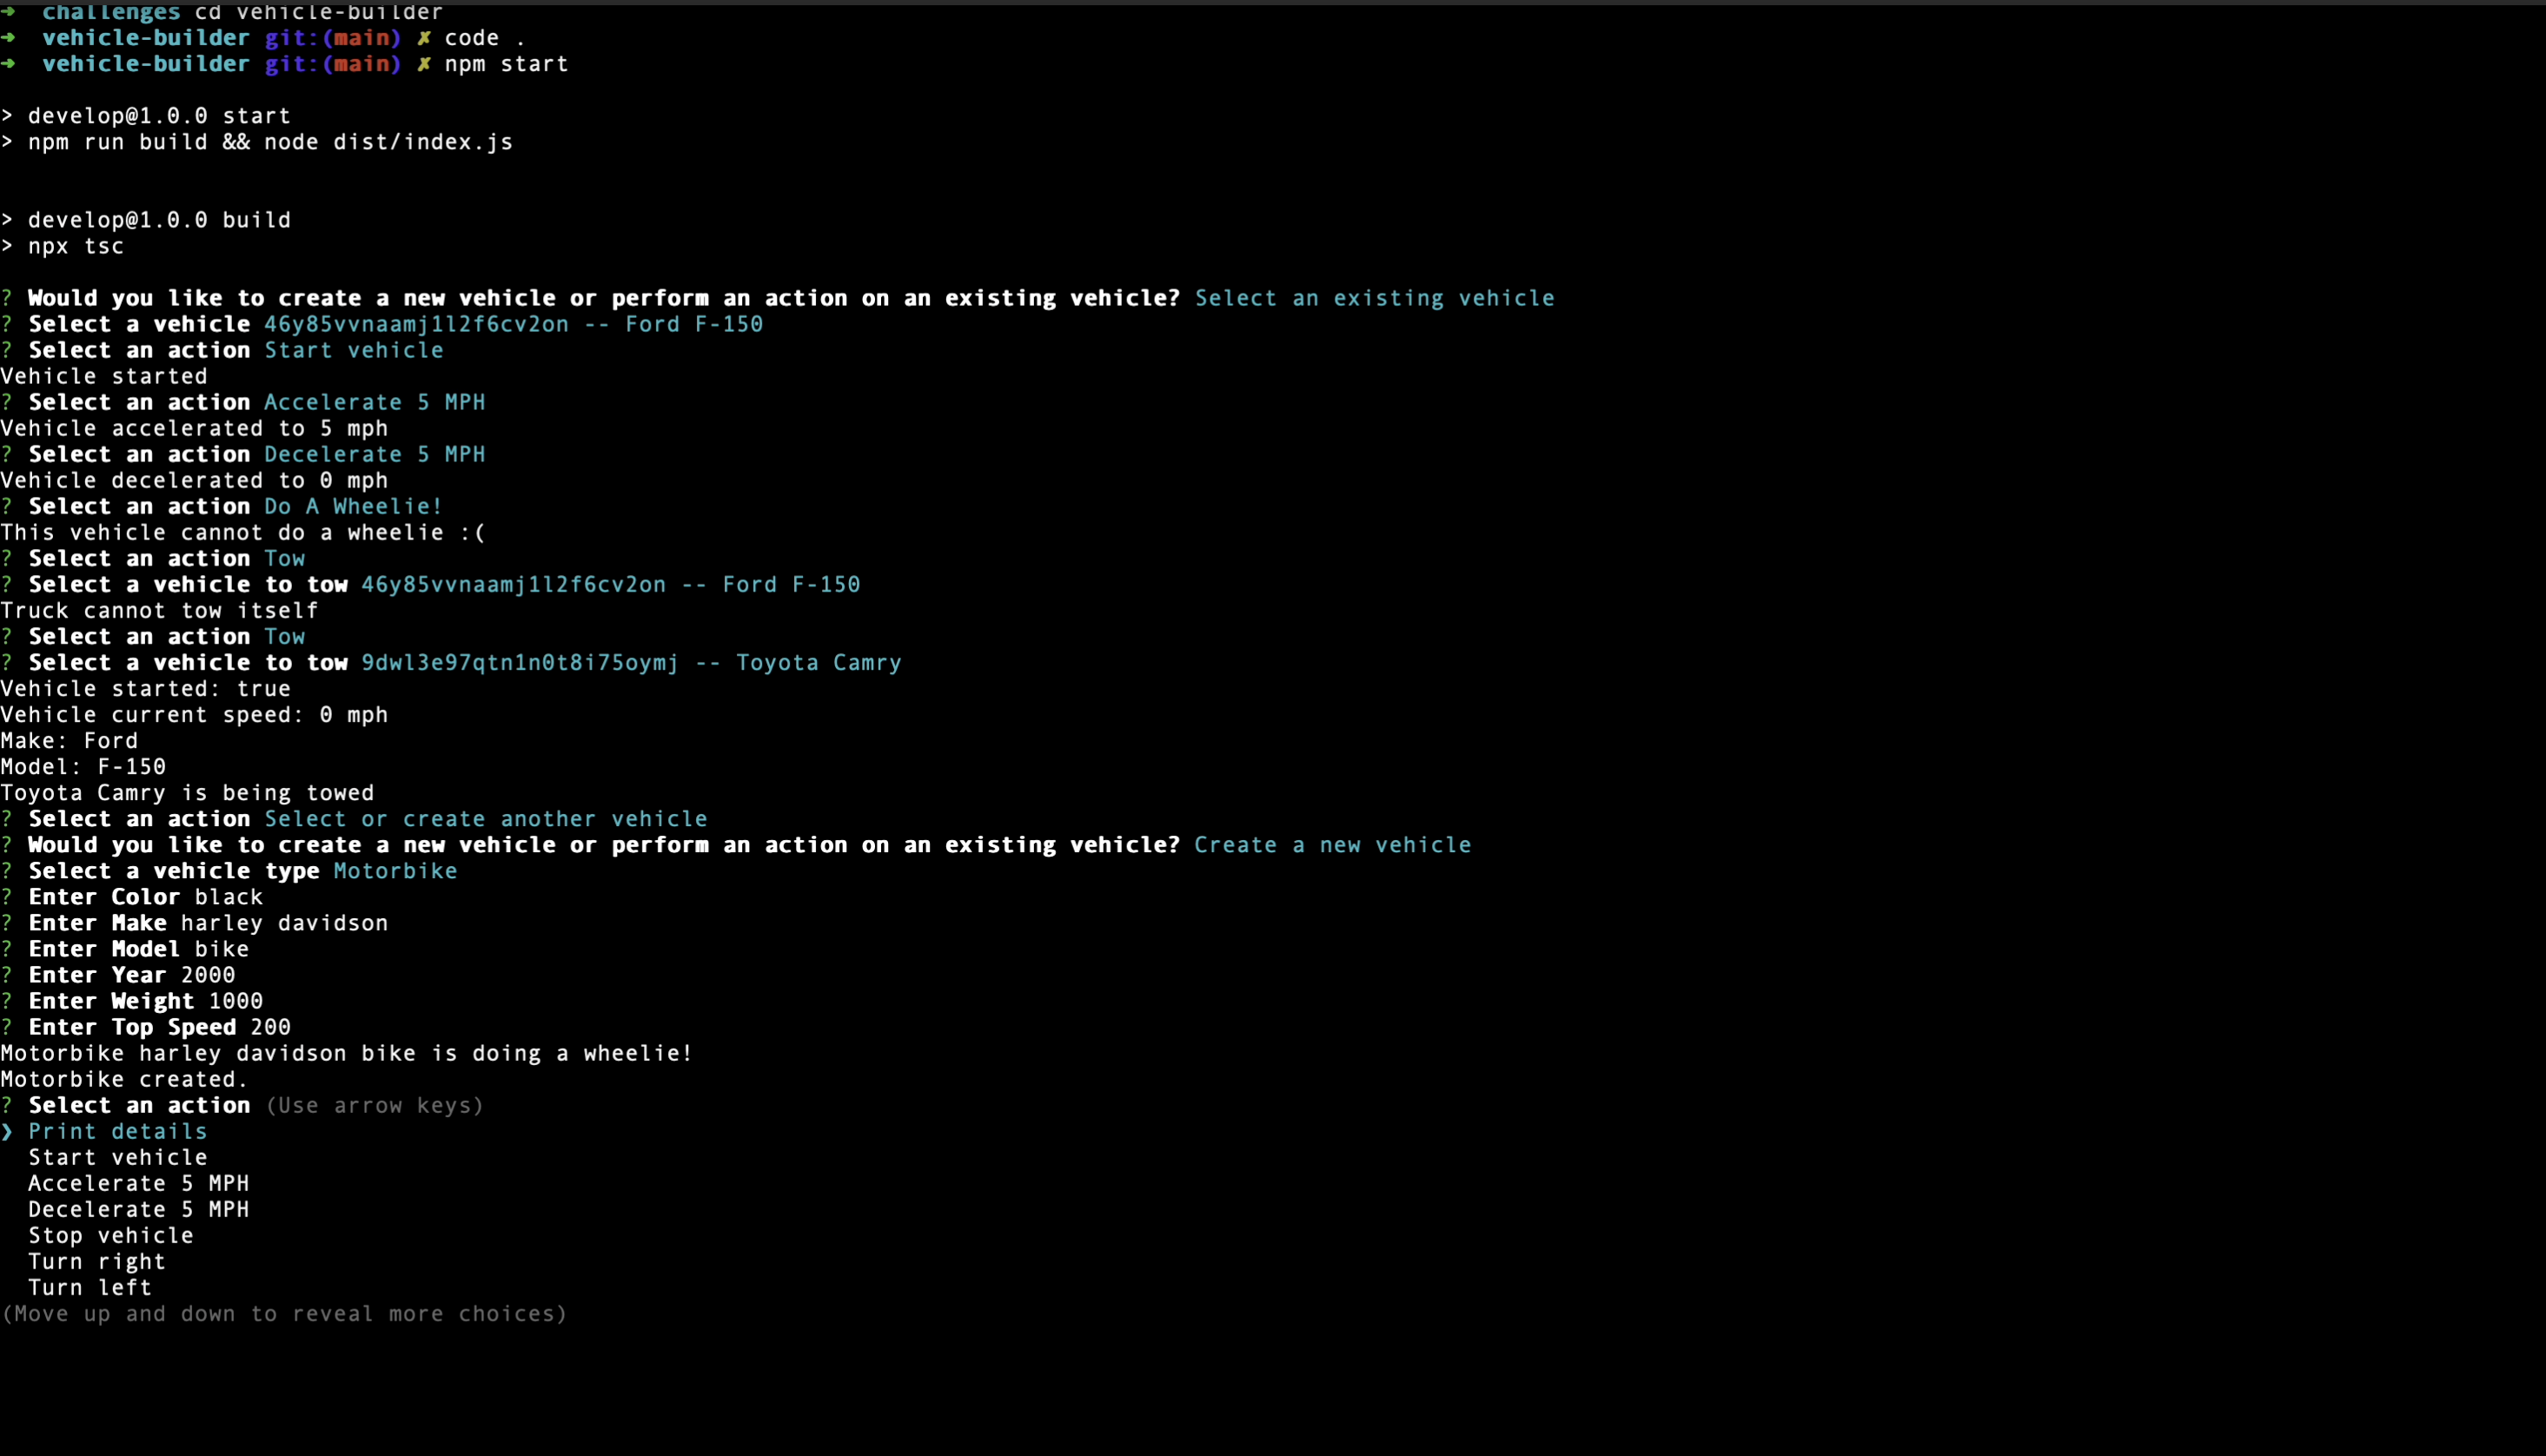 ➜  challenges cd vehicle-builder
➜  vehicle-builder git:(main) ✗ code .
➜  vehicle-builder git:(main) ✗ npm start
> develop@1.0.0 start
> npm run build && node dist/index.js
> develop@1.0.0 build
> npx tsc
? Would you like to create a new vehicle or perform an action on an existing vehicle? Select an existing vehicle
? Select a vehicle 46y85vvnaamj1l2f6cv2on -- Ford F-150
? Select an action Start vehicle
Vehicle started
? Select an action Accelerate 5 MPH
Vehicle accelerated to 5 mph
? Select an action Decelerate 5 MPH
Vehicle decelerated to 0 mph
? Select an action Do A Wheelie!
This vehicle cannot do a wheelie :(
? Select an action Tow
? Select a vehicle to tow 46y85vvnaamj1l2f6cv2on -- Ford F-150
Truck cannot tow itself
? Select an action Tow
? Select a vehicle to tow 9dwl3e97qtn1n0t8i75oymj -- Toyota Camry
Vehicle started: true
Vehicle current speed: 0 mph
Make: Ford
Model: F-150
Toyota Camry is being towed
? Select an action Select or create another vehicle
? Would you like to create a new vehicle or perform an action on an existing vehicle? Create a new vehicle
? Select a vehicle type Motorbike
? Enter Color black
? Enter Make harley davidson
? Enter Model bike
? Enter Year 2000
? Enter Weight 1000
? Enter Top Speed 200
Motorbike harley davidson bike is doing a wheelie!
Motorbike created.
? Select an action (Use arrow keys)
❯ Print details
  Start vehicle
  Accelerate 5 MPH
  Decelerate 5 MPH
  Stop vehicle
  Turn right
  Turn left
(Move up and down to reveal more choices)